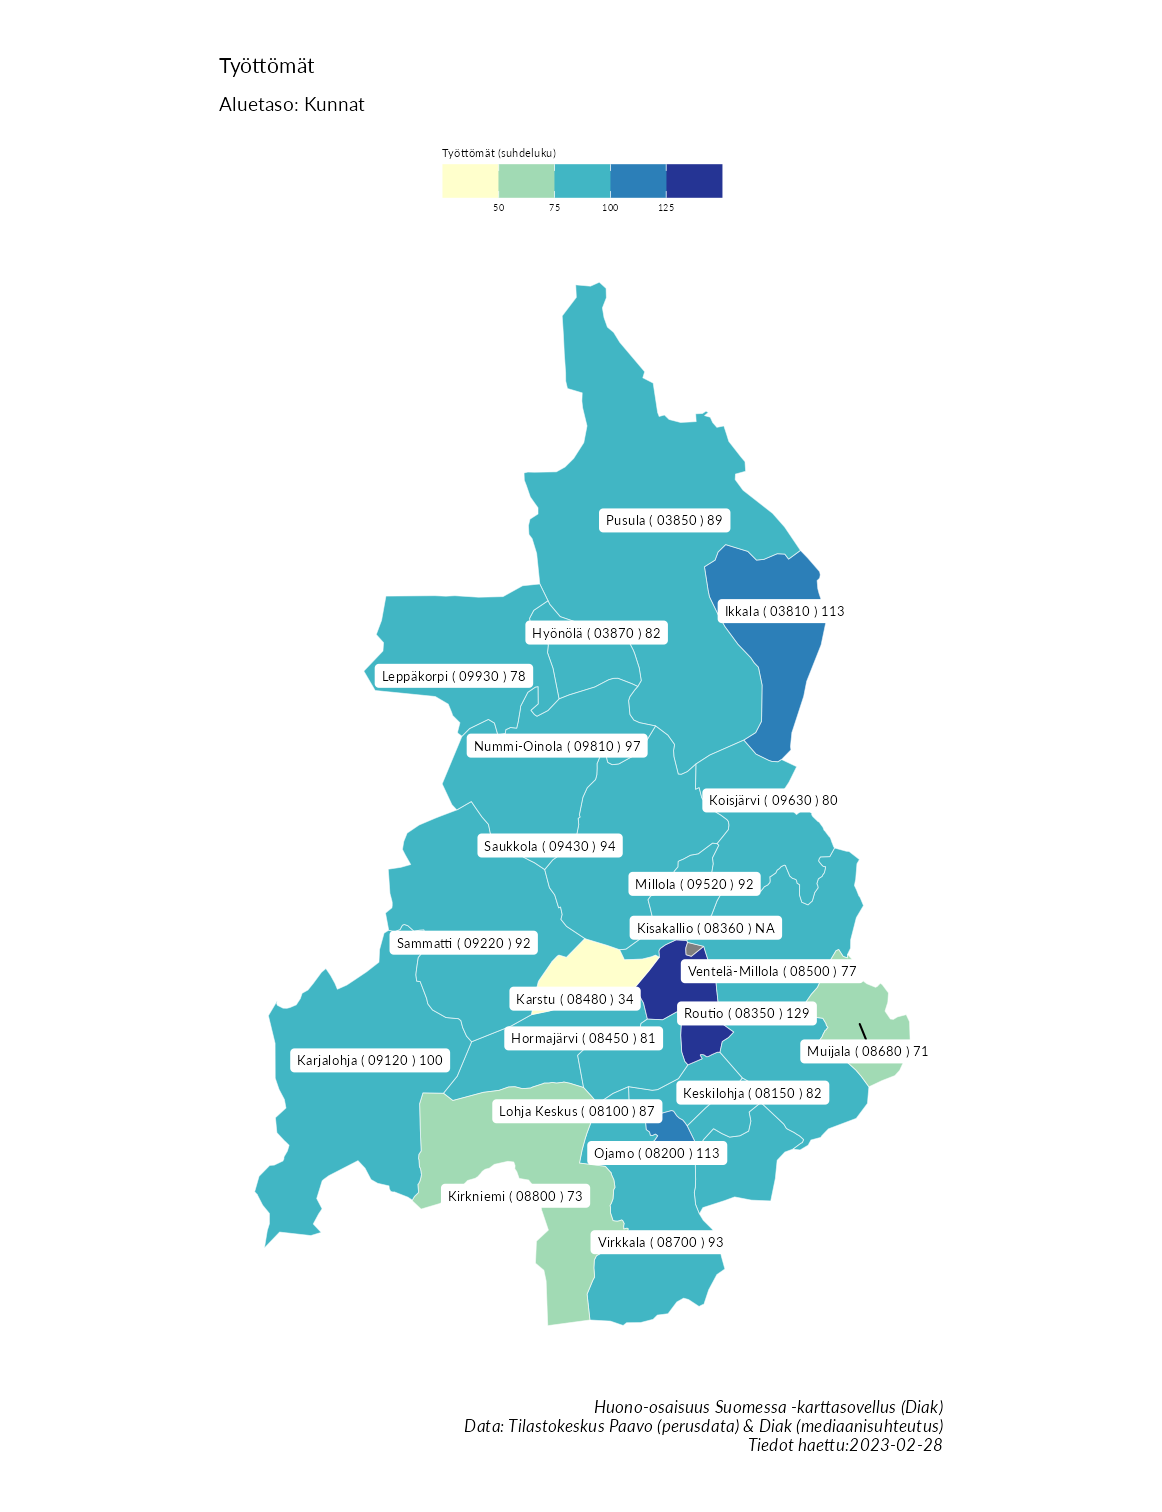 Työttömät
Aluetaso: Kunnat
Työttömät (suhdeluku)
50 75 100 125
Pusula ( 03850 ) 89
Ikkala ( 03810 ) 113
Hyönölä ( 03870 ) 82
Leppäkorpi ( 09930 ) 78
Nummi-Oinola ( 09810 ) 97
Koisjärvi ( 09630 ) 80
Saukkola ( 09430 ) 94
Millola ( 09520 ) 92
Kisakallio ( 08360 ) NA
Sammatti ( 09220 ) 92
Ventelä-Millola ( 08500 ) 77
Karstu ( 08480 ) 34
Routio ( 08350 ) 129
Hormajärvi ( 08450 ) 81
Muijala ( 08680 ) 71
Karjalohja ( 09120 ) 100
Keskilohja ( 08150 ) 82
Lohja Keskus ( 08100 ) 87
Ojamo ( 08200 ) 113
Kirkniemi ( 08800 ) 73
Virkkala ( 08700 ) 93
Huono-osaisuus Suomessa -karttasovellus (Diak)
Data: Tilastokeskus Paavo (perusdata) & Diak (mediaanisuhteutus)
Tiedot haettu:2023-02-28